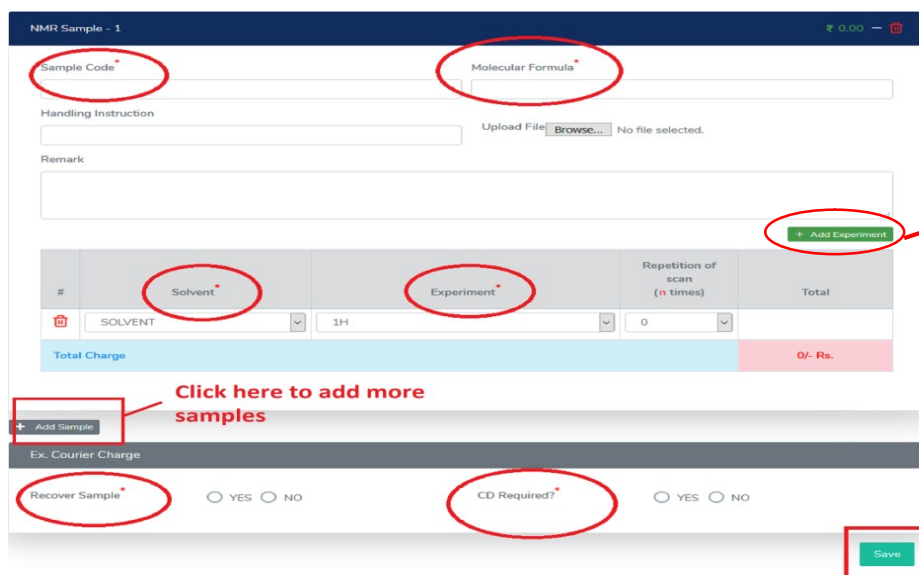 NMR Sample - 1 ₹ 0.00
Sample Code* Molecular Formula*
Handling Instruction
Upload File Browse... No file selected.
Remark
+ Add Experiment
# Solvent* Experiment* Repetition of scan (n times) Total
SOLVENT 1H 0
Total Charge 0/- Rs.
Click here to add more
samples
+ Add Sample
Ex. Courier Charge
Recover Sample* YES NO CD Required?* YES NO
Save